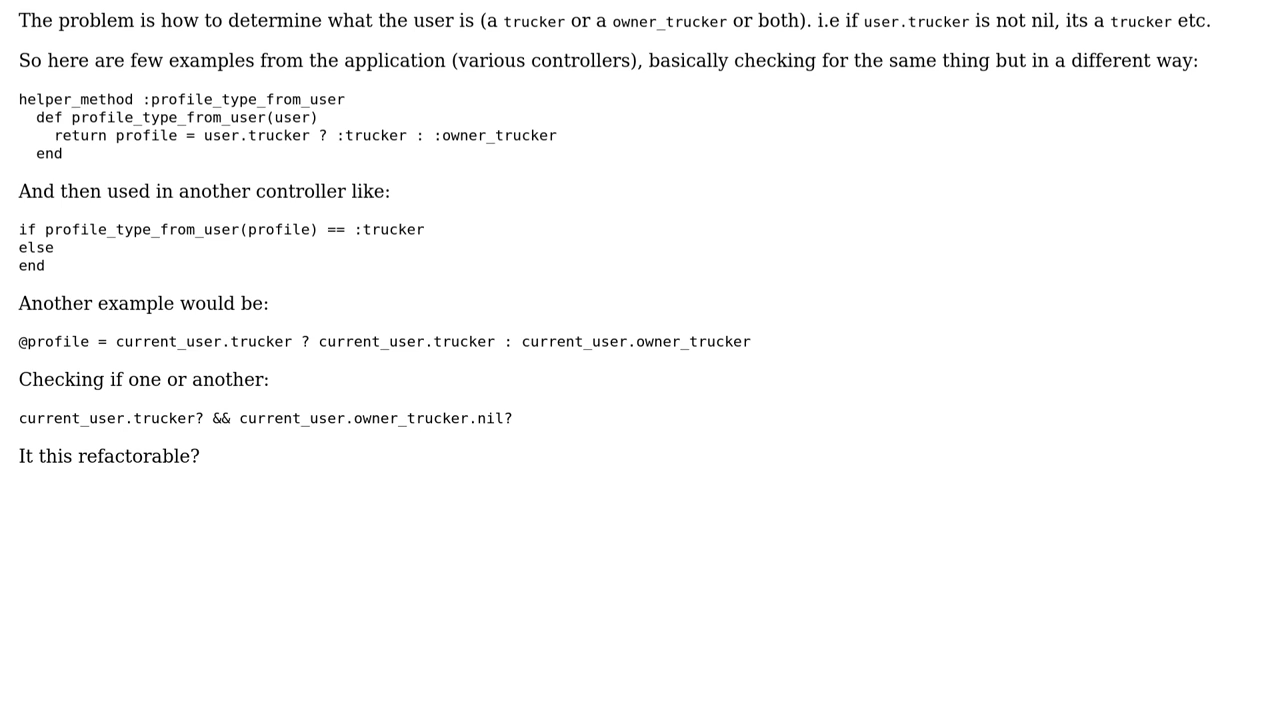 The problem is how to determine what the user is (a trucker or a owner_trucker or both). i.e if user.trucker is not nil, its a trucker etc.
So here are few examples from the application (various controllers), basically checking for the same thing but in a different way:
helper_method :profile_type_from_user
  def profile_type_from_user(user)
    return profile = user.trucker ? :trucker : :owner_trucker
  end
And then used in another controller like:
if profile_type_from_user(profile) == :trucker
else
end
Another example would be:
@profile = current_user.trucker ? current_user.trucker : current_user.owner_trucker
Checking if one or another:
current_user.trucker? && current_user.owner_trucker.nil?
It this refactorable?